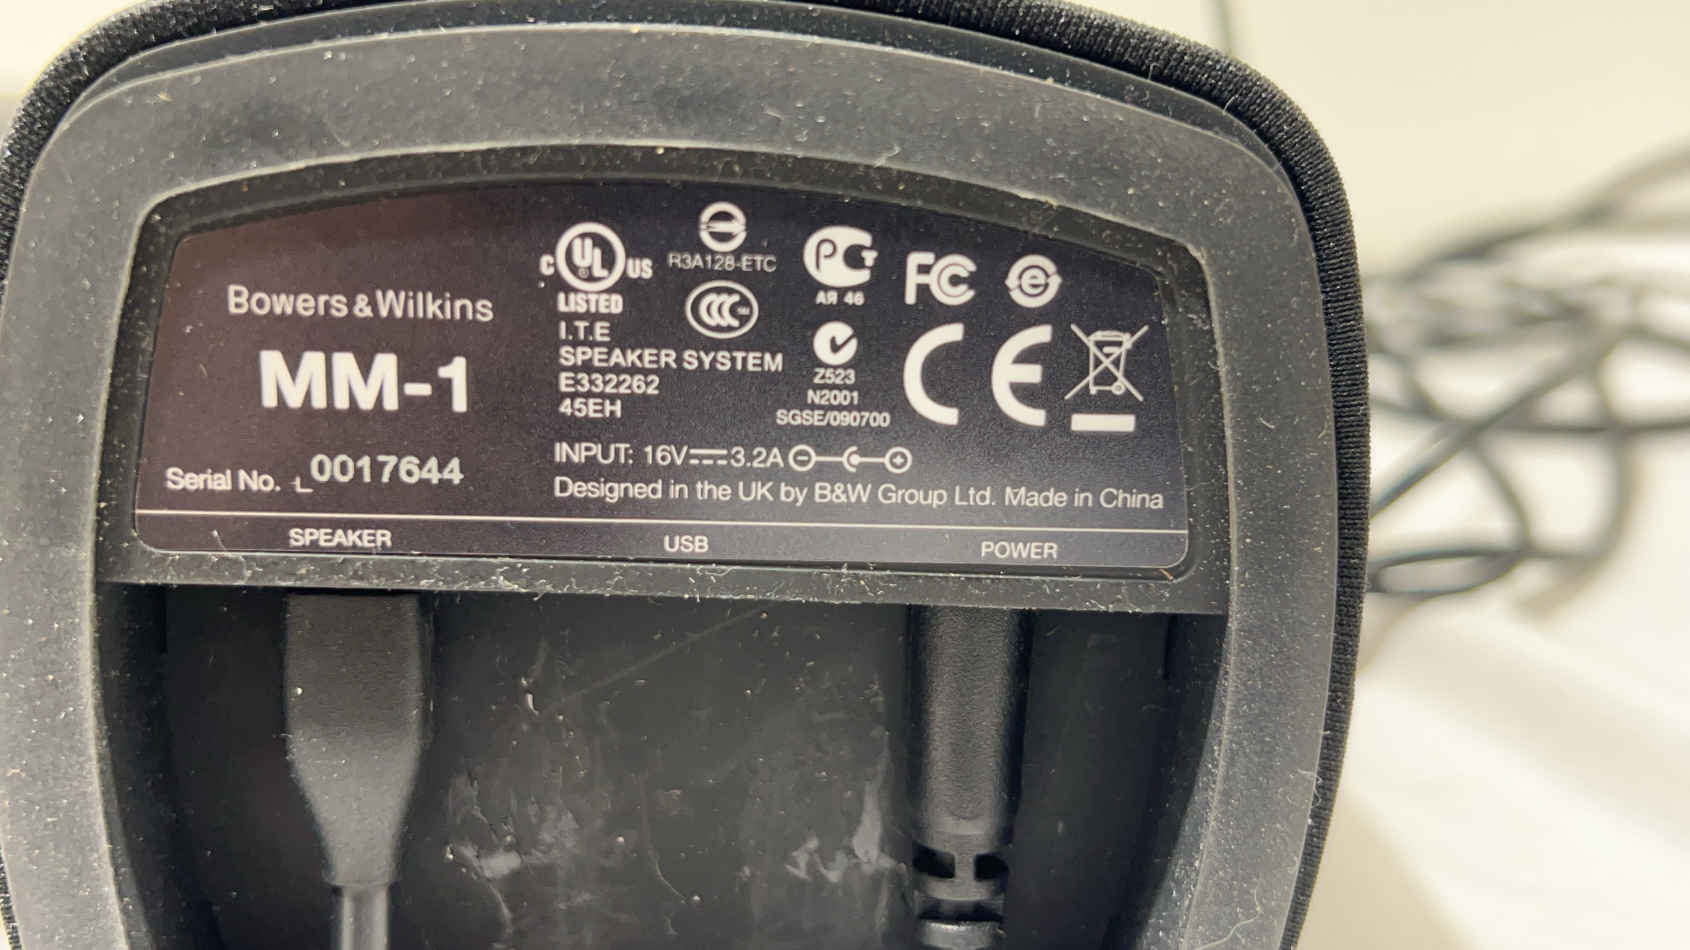 Bowers & Wilkins
MM-1
Serial No. L0017644
C UL US
LISTED
I.T.E
SPEAKER SYSTEM
E332262
45EH
R3A128-ETC
CCC
PCT
АЯ 46
Z523
N2001
SGSE/090700
FC
e
CE
INPUT: 16V⎓3.2A
Designed in the UK by B&W Group Ltd. Made in China
SPEAKER
USB
POWER